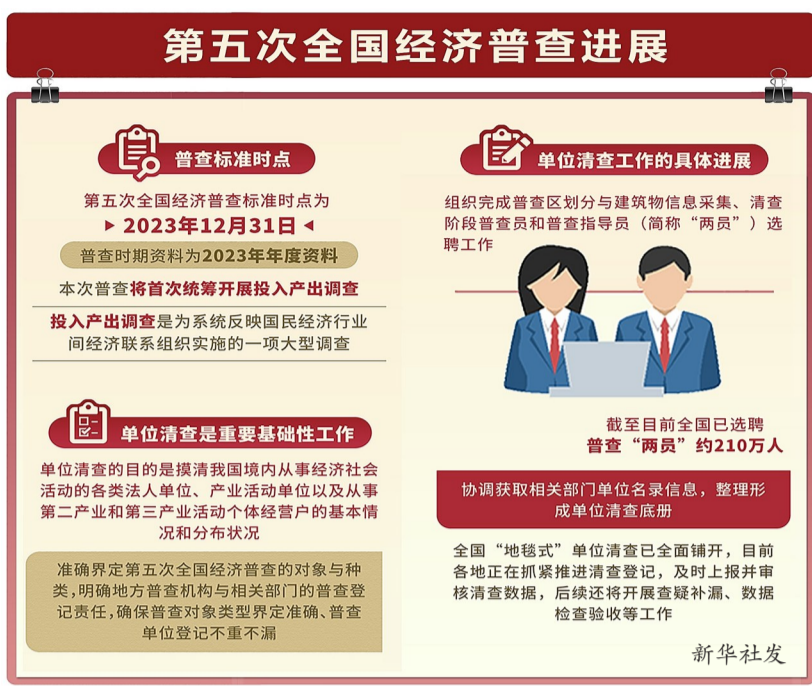 第五次全国经济普查进展
普查标准时点
第五次全国经济普查标准时点为
2023年12月31日
普查时期资料为2023年年度资料
本次普查将首次统筹开展投入产出调查
投入产出调查是为系统反映国民经济行业
间经济联系组织实施的一项大型调查
单位清查是重要基础性工作
单位清查的目的是摸清我国境内从事经济社会
活动的各类法人单位、产业活动单位以及从事
第二产业和第三产业活动个体经营户的基本情
况和分布状况
准确界定第五次全国经济普查的对象与种
类,明确地方普查机构与相关部门的普查登
记责任,确保普查对象类型界定准确、普查
单位登记不重不漏
单位清查工作的具体进展
组织完成普查区划分与建筑物信息采集、清查
阶段普查员和普查指导员（简称“两员”）选
聘工作
截至目前全国已选聘
普查“两员”约210万人
协调获取相关部门单位名录信息，整理形
成单位清查底册
全国“地毯式”单位清查已全面铺开，目前
各地正在抓紧推进清查登记，及时上报并审
核清查数据，后续还将开展查疑补漏、数据
检查验收等工作
新华社发